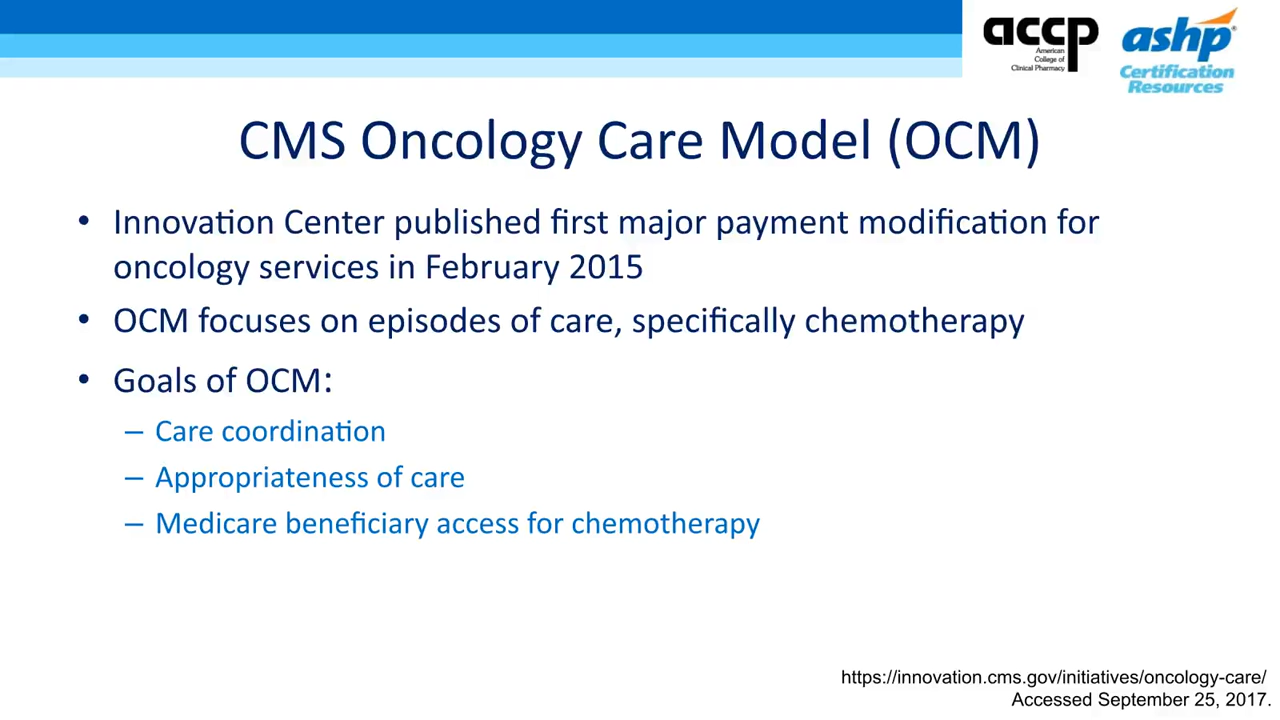 accp
American
College of
Clinical Pharmacy
ashp®
Certification
Resources
CMS Oncology Care Model (OCM)
• Innovation Center published first major payment modification for
oncology services in February 2015
• OCM focuses on episodes of care, specifically chemotherapy
• Goals of OCM:
– Care coordination
– Appropriateness of care
– Medicare beneficiary access for chemotherapy
https://innovation.cms.gov/initiatives/oncology-care/
Accessed September 25, 2017.